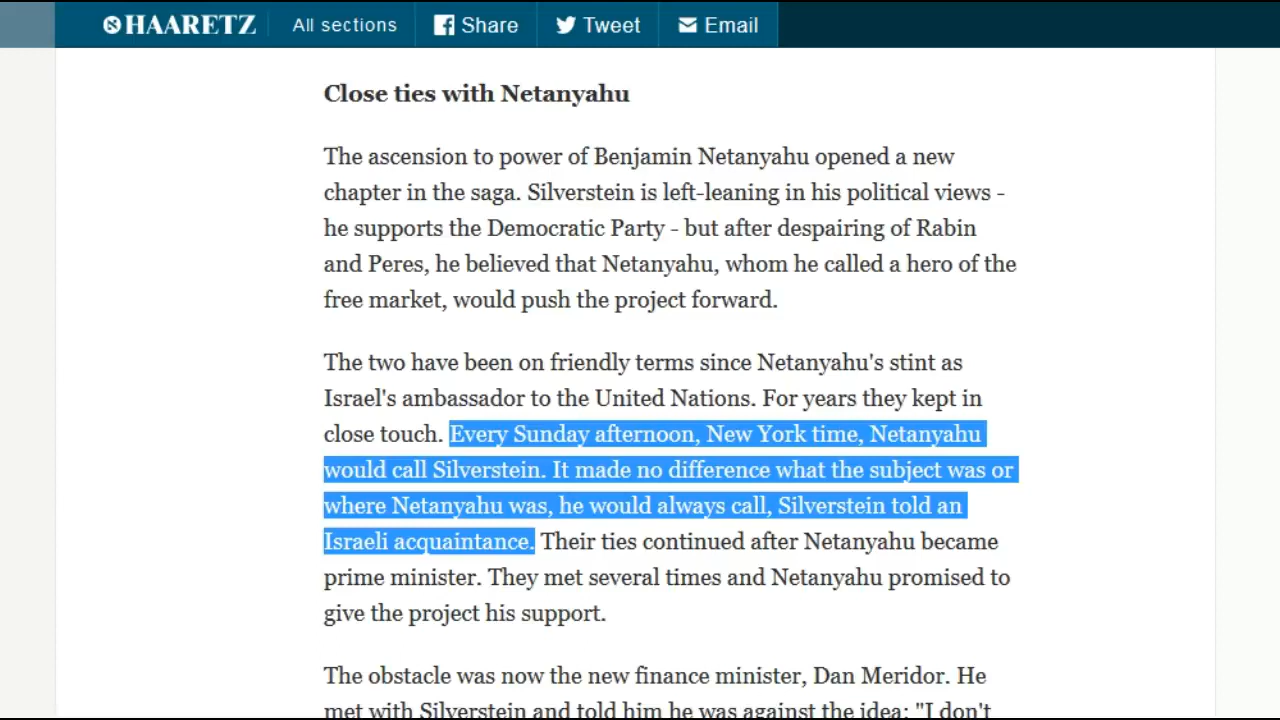 HAARETZ All sections Share Tweet Email
Close ties with Netanyahu
The ascension to power of Benjamin Netanyahu opened a new
chapter in the saga. Silverstein is left-leaning in his political views -
he supports the Democratic Party - but after despairing of Rabin
and Peres, he believed that Netanyahu, whom he called a hero of the
free market, would push the project forward.
The two have been on friendly terms since Netanyahu's stint as
Israel's ambassador to the United Nations. For years they kept in
close touch. Every Sunday afternoon, New York time, Netanyahu
would call Silverstein. It made no difference what the subject was or
where Netanyahu was, he would always call, Silverstein told an
Israeli acquaintance. Their ties continued after Netanyahu became
prime minister. They met several times and Netanyahu promised to
give the project his support.
The obstacle was now the new finance minister, Dan Meridor. He
met with Silverstein and told him he was against the idea: "I don't